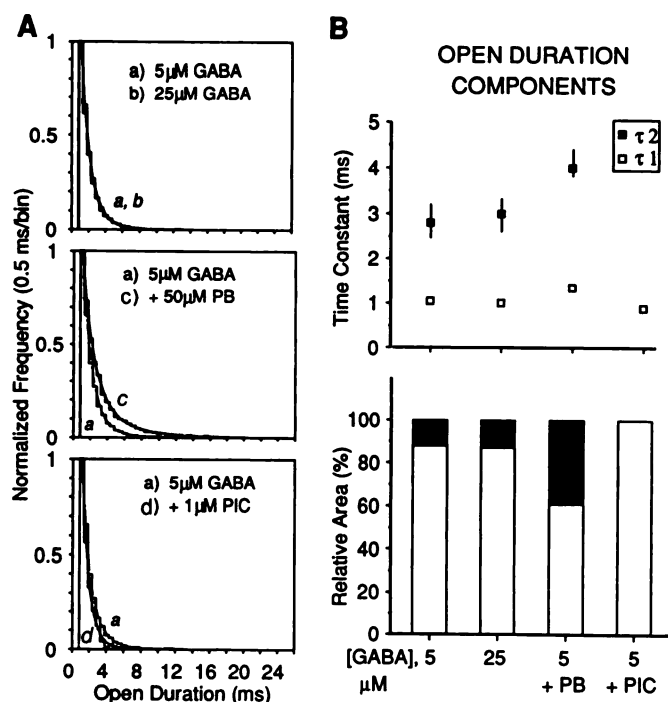 A
Normalized Frequency (0.5 ms/bin)
1
0.5
0
a) 5µM GABA
b) 25µM GABA
a, b
1
0.5
0
a) 5µM GABA
c) + 50µM PB
c
a
1
0.5
0
a) 5µM GABA
d) + 1µM PIC
a
d
0 4 8 12 16 20 24
Open Duration (ms)
B
OPEN DURATION
COMPONENTS
τ 2
τ 1
Time Constant (ms)
5
4
3
2
1
0
Relative Area (%)
100
80
60
40
20
0
[GABA], 5 25 5 5
µM + PB + PIC